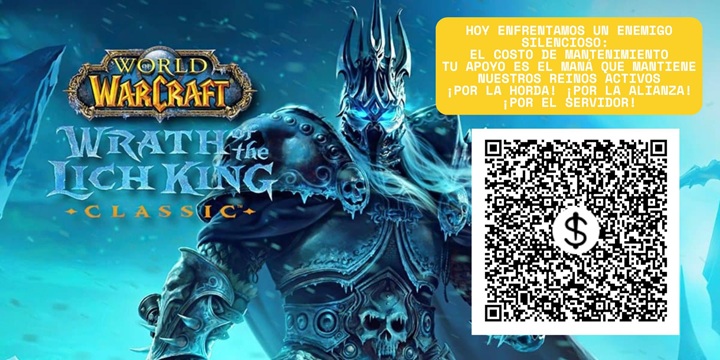 WORLD
OF
WARCRAFT
WRATH OF the
LICH KING
CLASSIC
HOY ENFRENTAMOS UN ENEMIGO
SILENCIOSO:
EL COSTO DE MANTENIMIENTO
TU APOYO ES EL MANÁ QUE MANTIENE
NUESTROS REINOS ACTIVOS
¡POR LA HORDA! ¡POR LA ALIANZA!
¡POR EL SERVIDOR!
$